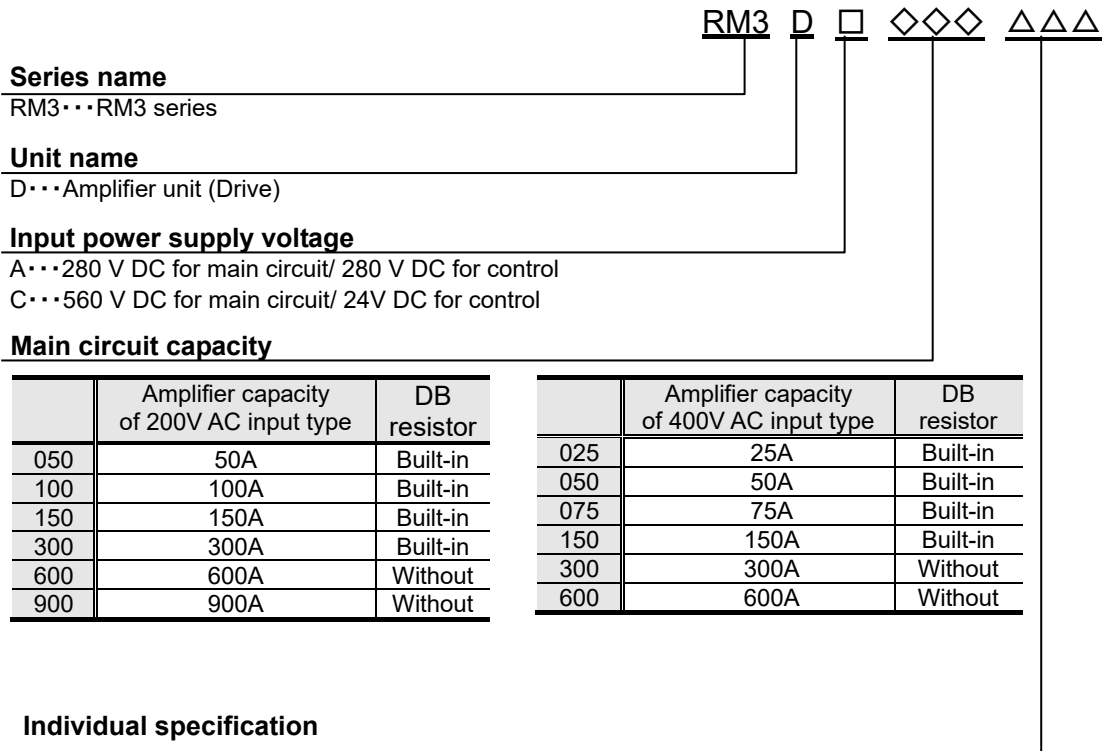 RM3 D □ ◇◇◇ △△△
Series name
RM3･･･RM3 series
Unit name
D･･･Amplifier unit (Drive)
Input power supply voltage
A･･･280 V DC for main circuit/ 280 V DC for control
C･･･560 V DC for main circuit/ 24V DC for control
Main circuit capacity
Amplifier capacity of 200V AC input type DB resistor
050 50A Built-in
100 100A Built-in
150 150A Built-in
300 300A Built-in
600 600A Without
900 900A Without
Amplifier capacity of 400V AC input type DB resistor
025 25A Built-in
050 50A Built-in
075 75A Built-in
150 150A Built-in
300 300A Without
600 600A Without
Individual specification